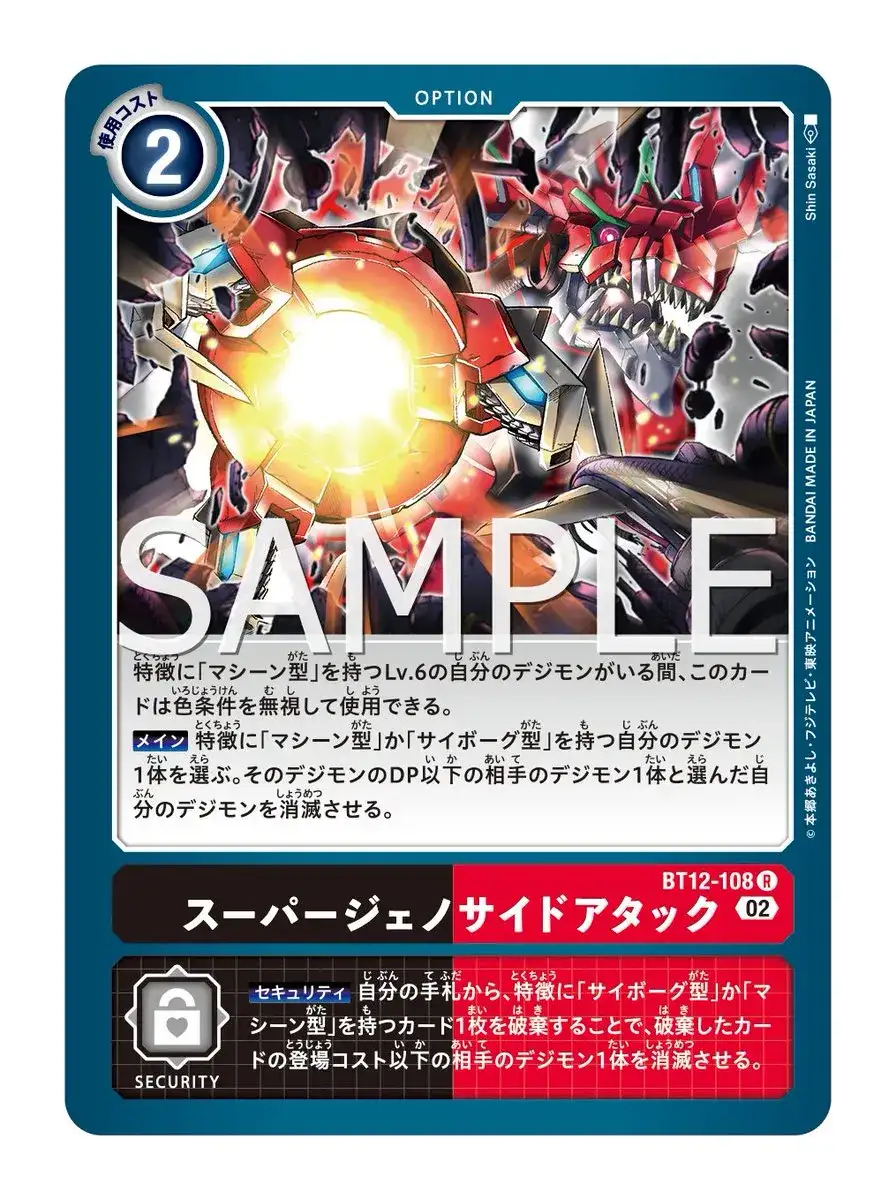 OPTION
使用コスト
2
Shin Sasaki
SAMPLE
特徴に「マシーン型」を持つLv.6の自分のデジモンがいる間、このカー
ドは色条件を無視して使用できる。
メイン 特徴に「マシーン型」か「サイボーグ型」を持つ自分のデジモン
1体を選ぶ。そのデジモンのDP以下の相手のデジモン1体と選んだ自
分のデジモンを消滅させる。
©本郷あきよし・フジテレビ・東映アニメーション BANDAI MADE IN JAPAN
BT12-108 R
スーパージェノサイドアタック 02
セキュリティ 自分の手札から、特徴に「サイボーグ型」か「マ
シーン型」を持つカード1枚を破棄することで、破棄したカー
ドの登場コスト以下の相手のデジモン1体を消滅させる。
SECURITY